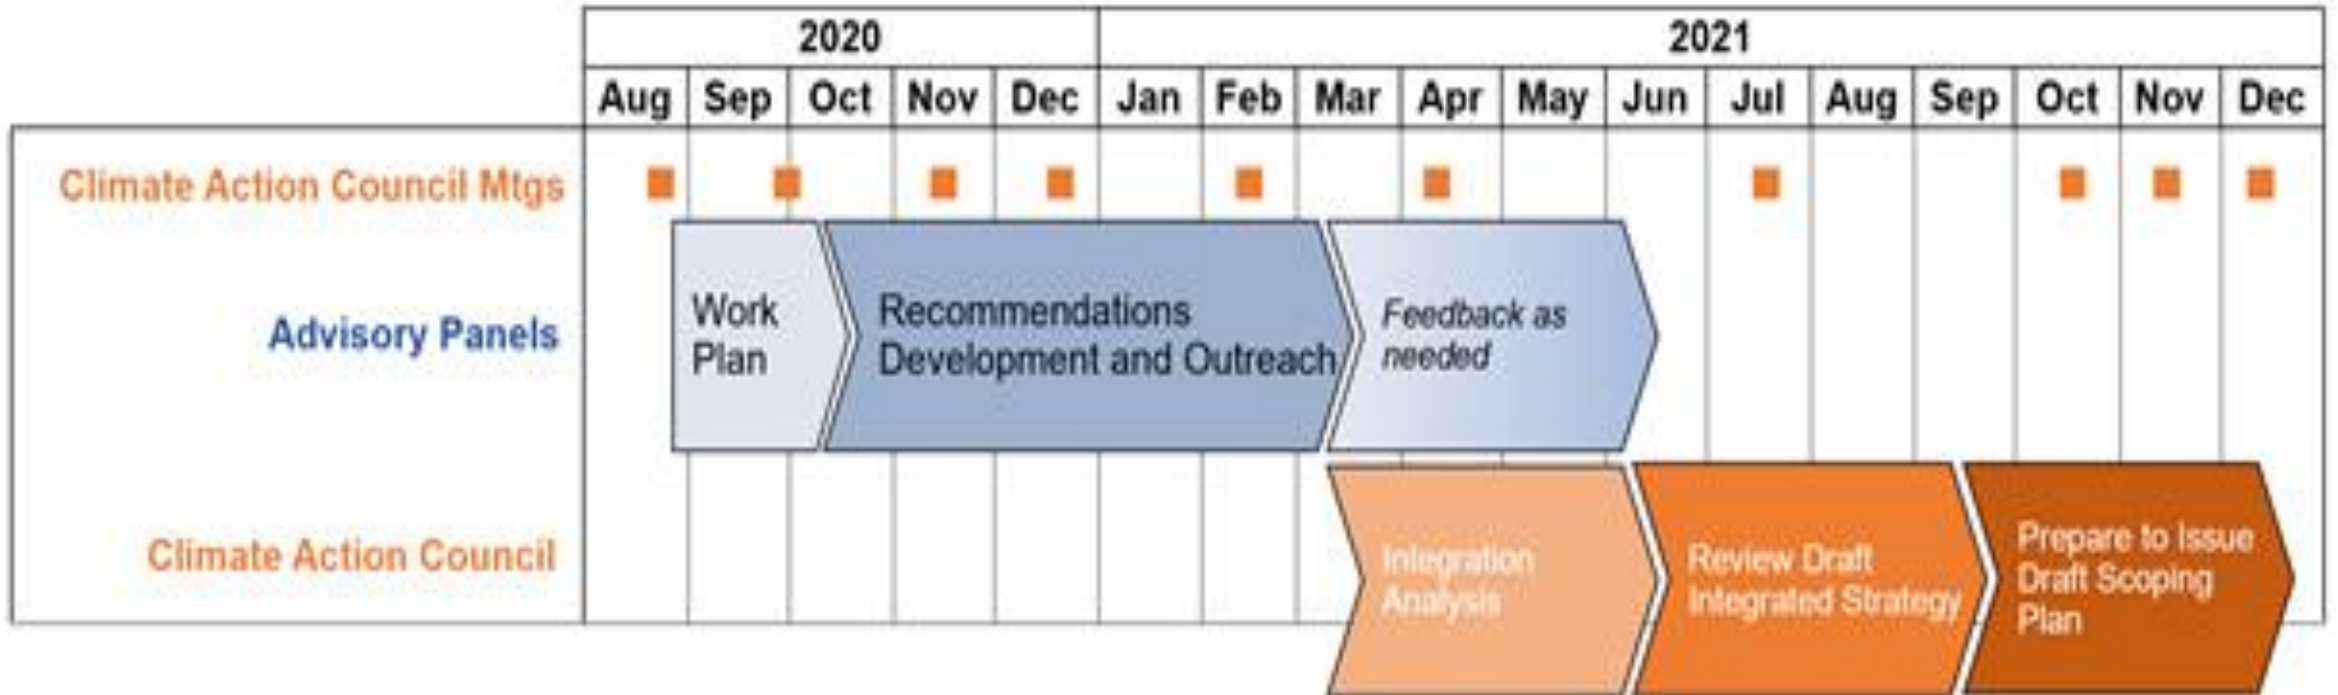 2020 2021
Aug Sep Oct Nov Dec Jan Feb Mar Apr May Jun Jul Aug Sep Oct Nov Dec
Climate Action Council Mtgs
Advisory Panels
Work
Plan
Recommendations
Development and Outreach
Feedback as
needed
Climate Action Council
Integration
Analysis
Review Draft
Integrated Strategy
Prepare to Issue
Draft Scoping
Plan